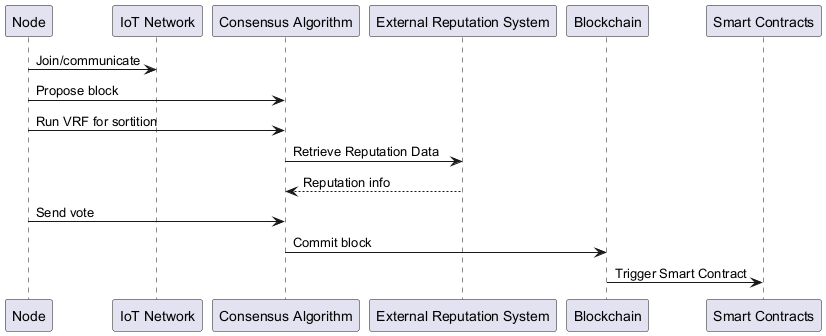 Node
IoT Network
Consensus Algorithm
External Reputation System
Blockchain
Smart Contracts
Join/communicate
Propose block
Run VRF for sortition
Retrieve Reputation Data
Reputation info
Send vote
Commit block
Trigger Smart Contract
Node
IoT Network
Consensus Algorithm
External Reputation System
Blockchain
Smart Contracts